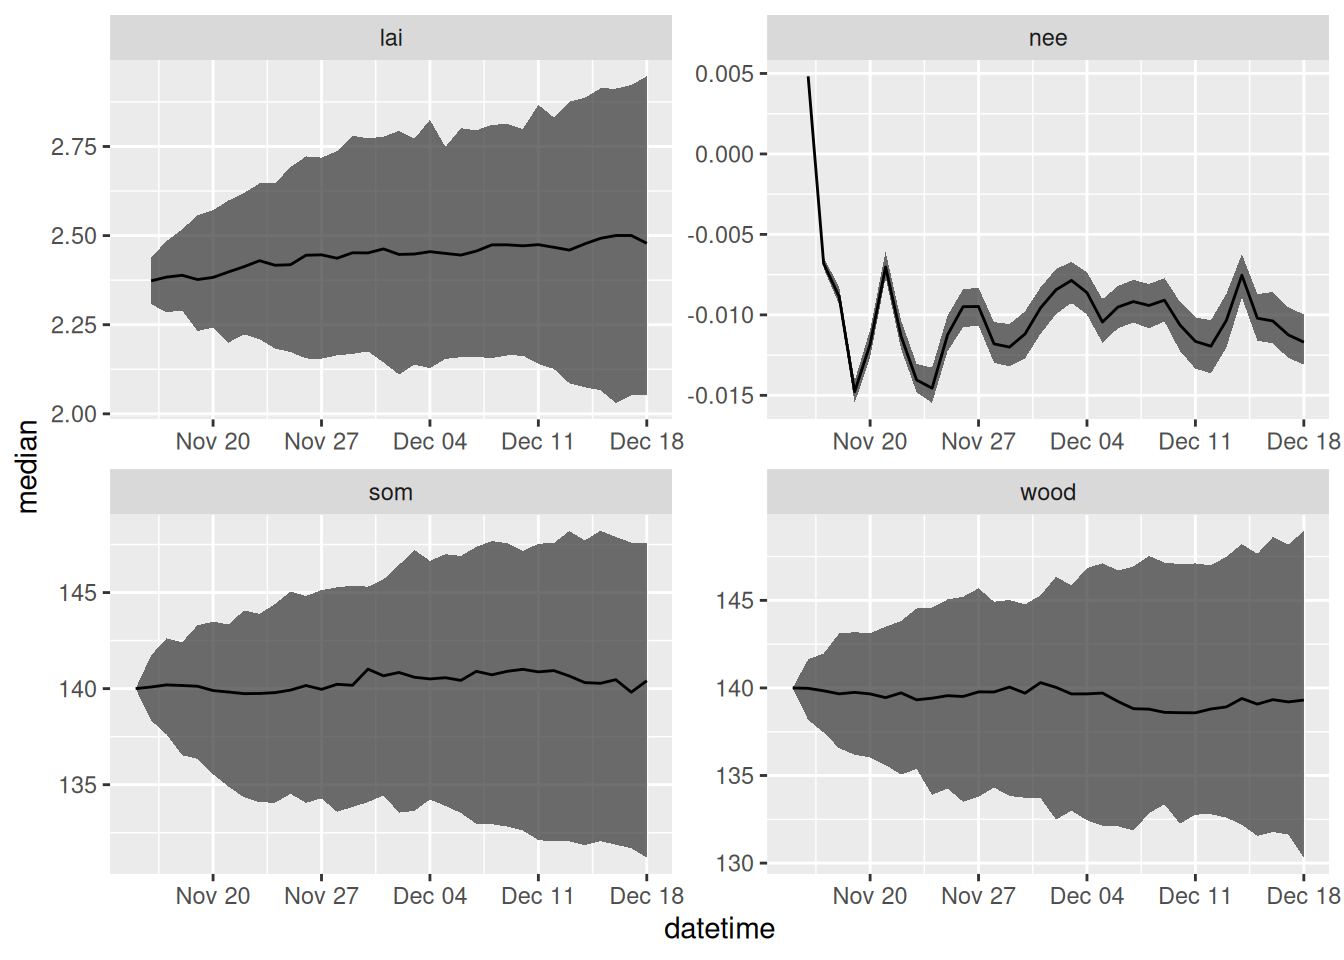 lai
nee
2.75
2.50
2.25
2.00
0.005
0.000
-0.005
-0.010
-0.015
Nov 20 Nov 27 Dec 04 Dec 11 Dec 18
Nov 20 Nov 27 Dec 04 Dec 11 Dec 18
median
som
wood
145
140
135
145
140
135
130
Nov 20 Nov 27 Dec 04 Dec 11 Dec 18
Nov 20 Nov 27 Dec 04 Dec 11 Dec 18
datetime